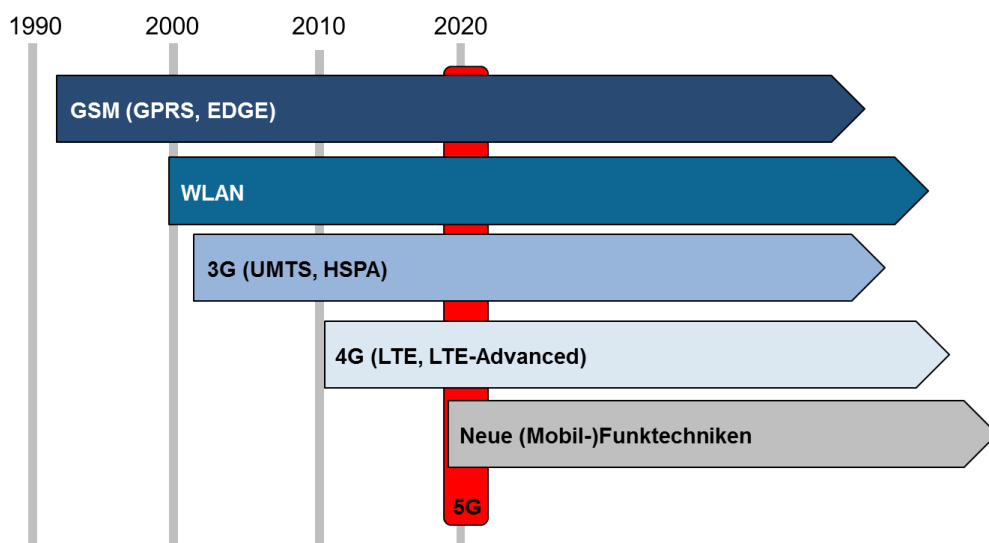 1990 2000 2010 2020
GSM (GPRS, EDGE)
WLAN
3G (UMTS, HSPA)
4G (LTE, LTE-Advanced)
Neue (Mobil-)Funktechniken
5G